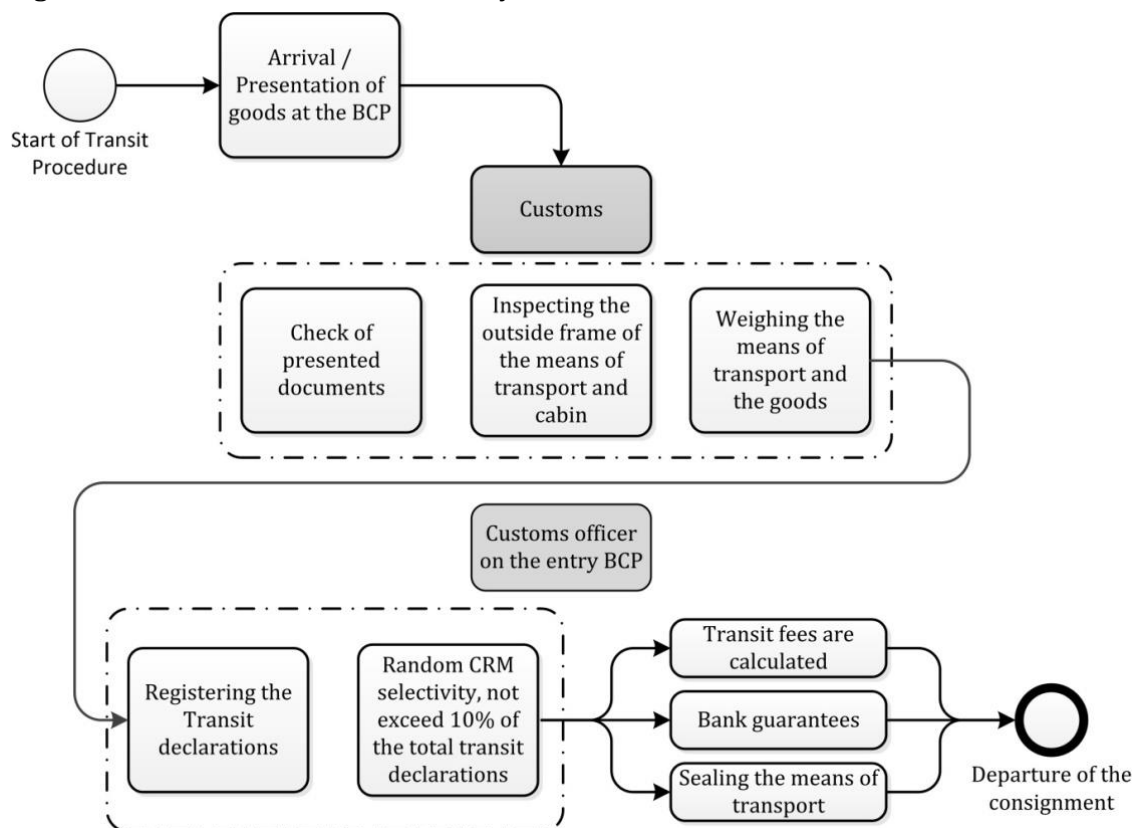 Arrival /
Presentation of
goods at the BCP
Start of Transit
Procedure
Customs
Check of
presented
documents
Inspecting the
outside frame of
the means of
transport and
cabin
Weighing the
means of
transport and
the goods
Customs officer
on the entry BCP
Registering the
Transit
declarations
Random CRM
selectivity, not
exceed 10% of
the total transit
declarations
Transit fees are
calculated
Bank guarantees
Sealing the means of
transport
Departure of the
consignment